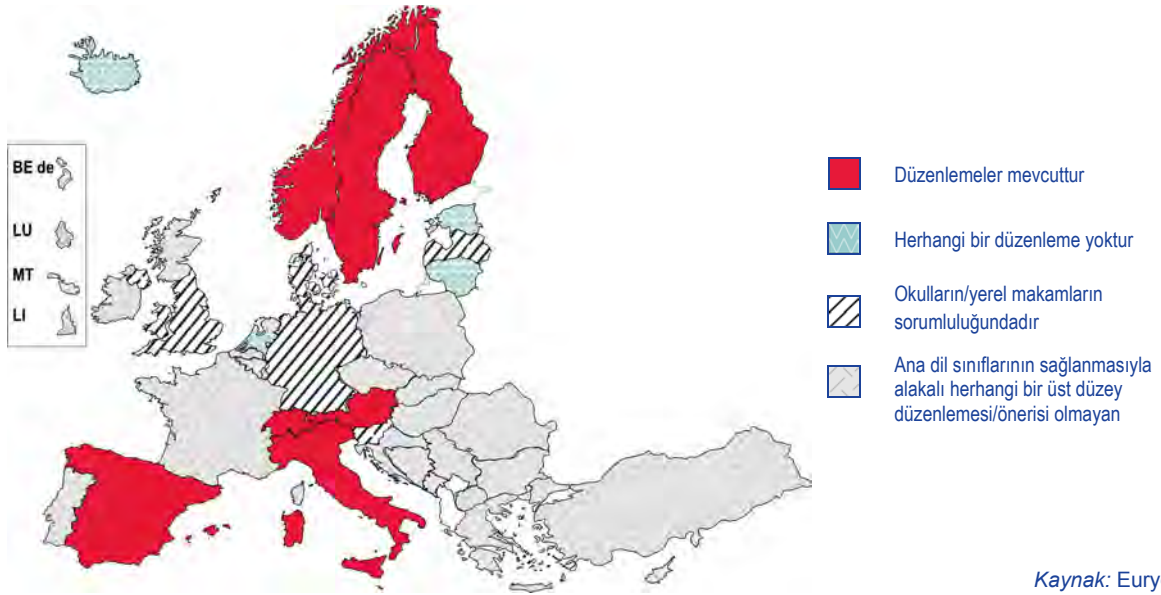 BE de
LU
MT
LI
Düzenlemeler mevcuttur
Herhangi bir düzenleme yoktur
Okulların/yerel makamların
sorumluluğundadır
Ana dil sınıflarının sağlanmasıyla
alakalı herhangi bir üst düzey
düzenlemesi/önerisi olmayan
Kaynak: Eury